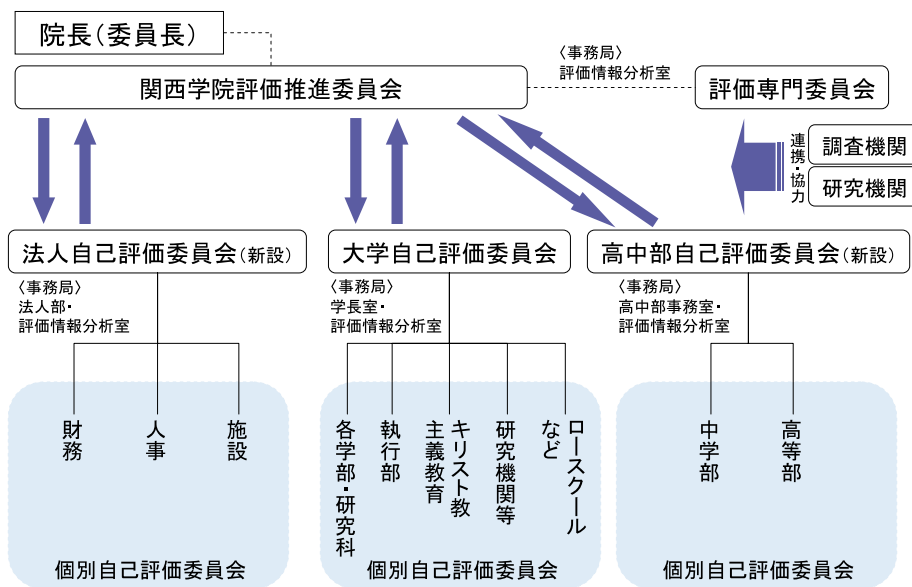 院長（委員長）
関西学院評価推進委員会
〈事務局〉
評価情報分析室
評価専門委員会
連携・協力
調査機関
研究機関
法人自己評価委員会（新設）
〈事務局〉
法人部・
評価情報分析室
大学自己評価委員会
〈事務局〉
学長室・
評価情報分析室
高中部自己評価委員会（新設）
〈事務局〉
高中部事務室・
評価情報分析室
財務
人事
施設
個別自己評価委員会
各学部・研究科
執行部
キリスト教
主義教育
研究機関等
ロースクール
など
個別自己評価委員会
中学部
高等部
個別自己評価委員会